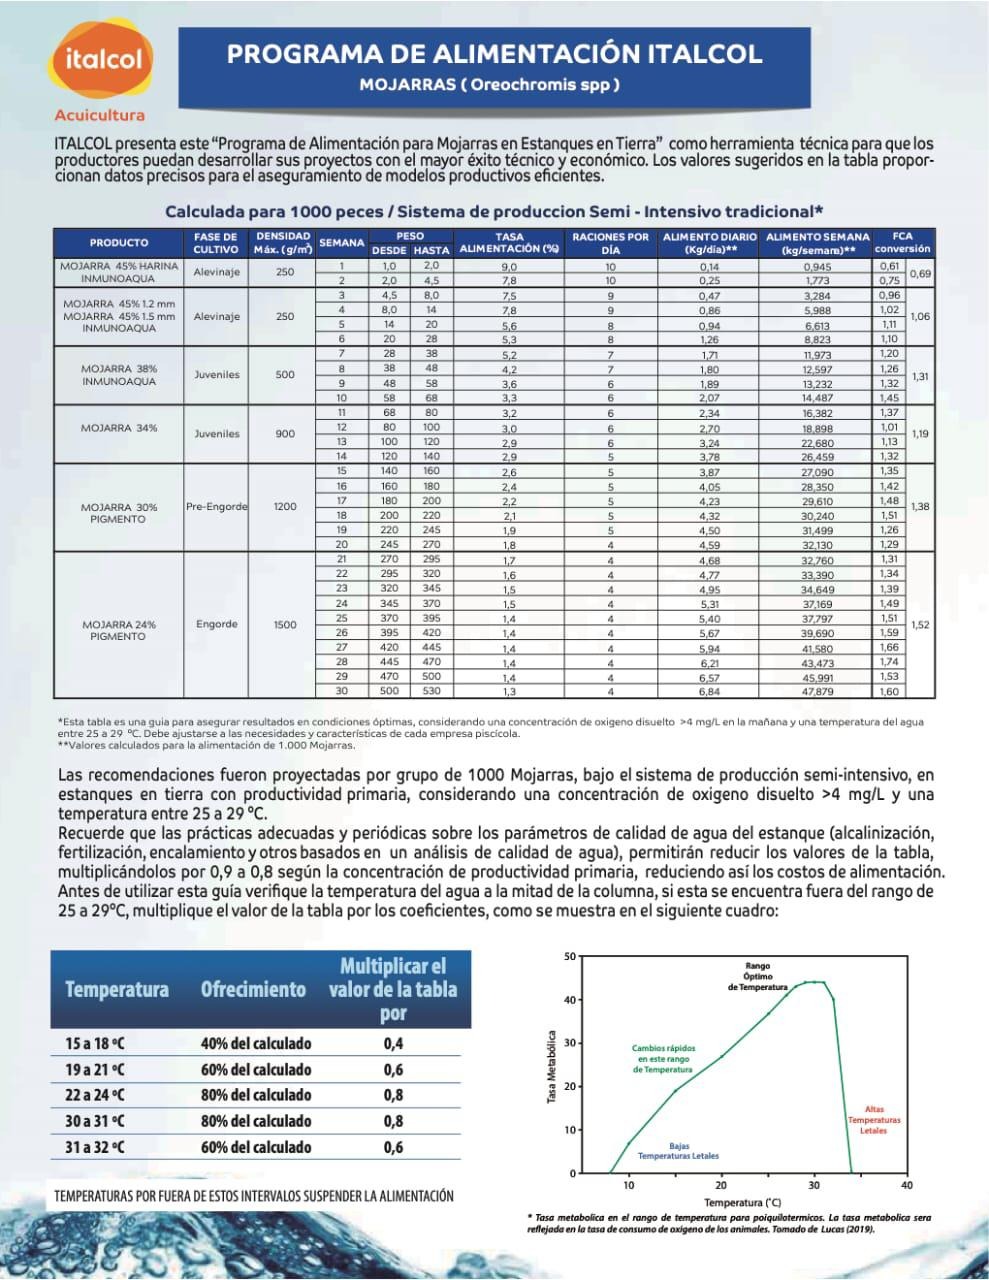 italcol
Acuicultura
PROGRAMA DE ALIMENTACIÓN ITALCOL
MOJARRAS ( Oreochromis spp )
ITALCOL presenta este “Programa de Alimentación para Mojarras en Estanques en Tierra” como herramienta técnica para que los
productores puedan desarrollar sus proyectos con el mayor éxito técnico y económico. Los valores sugeridos en la tabla propor-
cionan datos precisos para el aseguramiento de modelos productivos eficientes.
Calculada para 1000 peces / Sistema de produccion Semi - Intensivo tradicional*
PRODUCTO FASE DE CULTIVO DENSIDAD Máx. (g/m³) SEMANA PESO DESDE HASTA TASA ALIMENTACIÓN (%) RACIONES POR DÍA ALIMENTO DIARIO (Kg/día)** ALIMENTO SEMANA (kg/semam)** FCA conversión
MOJARRA 45% HARINA INMUNOAQUA Alevinaje 250 0,69
1 1,0 2,0 9,0 10 0,14 0,945 0,61
2 2,0 4,5 7,8 10 0,25 1,773 0,75
MOJARRA 45% 1.2 mm MOJARRA 45% 1.5 mm INMUNOAQUA Alevinaje 250 1,06
3 4,5 8,0 7,5 9 0,47 3,284 0,96
4 8,0 14 7,8 9 0,86 5,988 1,02
5 14 20 5,6 8 0,94 6,613 1,11
6 20 28 5,3 8 1,26 8,823 1,10
MOJARRA 38% INMUNOAQUA Juveniles 500 1,31
7 28 38 5,2 7 1,71 11,973 1,20
8 38 48 4,2 7 1,80 12,597 1,26
9 48 58 3,6 6 1,89 13,232 1,32
10 58 68 3,3 6 2,07 14,487 1,45
MOJARRA 34% Juveniles 900 1,19
11 68 80 3,2 6 2,34 16,382 1,37
12 80 100 3,0 6 2,70 18,898 1,01
13 100 120 2,9 6 3,24 22,680 1,13
14 120 140 2,9 5 3,78 26,459 1,32
MOJARRA 30% PIGMENTO Pre-Engorde 1200 1,38
15 140 160 2,6 5 3,87 27,090 1,35
16 160 180 2,4 5 4,05 28,350 1,42
17 180 200 2,2 5 4,23 29,610 1,48
18 200 220 2,1 5 4,32 30,240 1,51
19 220 245 1,9 5 4,50 31,499 1,26
20 245 270 1,8 4 4,59 32,130 1,29
MOJARRA 24% PIGMENTO Engorde 1500 1,52
21 270 295 1,7 4 4,68 32,760 1,31
22 295 320 1,6 4 4,77 33,390 1,34
23 320 345 1,5 4 4,95 34,649 1,39
24 345 370 1,5 4 5,31 37,169 1,49
25 370 395 1,4 4 5,40 37,797 1,51
26 395 420 1,4 4 5,67 39,690 1,59
27 420 445 1,4 4 5,94 41,580 1,66
28 445 470 1,4 4 6,21 43,473 1,74
29 470 500 1,4 4 6,57 45,991 1,53
30 500 530 1,3 4 6,84 47,879 1,60
*Esta tabla es una guia para asegurar resultados en condiciones óptimas, considerando una concentración de oxigeno disuelto >4 mg/L en la mañana y una temperatura del agua
entre 25 a 29 ºC. Debe ajustarse a las necesidades y características de cada empresa piscícola.
**Valores calculados para la alimentación de 1.000 Mojarras.
Las recomendaciones fueron proyectadas por grupo de 1000 Mojarras, bajo el sistema de producción semi-intensivo, en
estanques en tierra con productividad primaria, considerando una concentración de oxigeno disuelto >4 mg/L y una
temperatura entre 25 a 29 ºC.
Recuerde que las prácticas adecuadas y periódicas sobre los parámetros de calidad de agua del estanque (alcalinización,
fertilización, encalamiento y otros basados en un análisis de calidad de agua), permitirán reducir los valores de la tabla,
multiplicándolos por 0,9 a 0,8 según la concentración de productividad primaria, reduciendo así los costos de alimentación.
Antes de utilizar esta guía verifique la temperatura del agua a la mitad de la columna, si esta se encuentra fuera del rango de
25 a 29ºC, multiplique el valor de la tabla por los coeficientes, como se muestra en el siguiente cuadro:
Temperatura Ofrecimiento Multiplicar el valor de la tabla por
15 a 18 ºC 40% del calculado 0,4
19 a 21 ºC 60% del calculado 0,6
22 a 24 ºC 80% del calculado 0,8
30 a 31 ºC 80% del calculado 0,8
31 a 32 ºC 60% del calculado 0,6
TEMPERATURAS POR FUERA DE ESTOS INTERVALOS SUSPENDER LA ALIMENTACIÓN
Tasa Metabólica
50
40
30
20
10
0
Rango
Óptimo
de Temperatura
Cambios rápidos
en este rango
de Temperatura
Bajas
Temperaturas Letales
Altas
Temperaturas
Letales
10 20 30 40
Temperatura (˚C)
* Tasa metabolica en el rango de temperatura para poiquilotermicos. La tasa metabolica sera
reflejada en la tasa de consumo de oxigeno de los animales. Tomado de Lucas (2019).